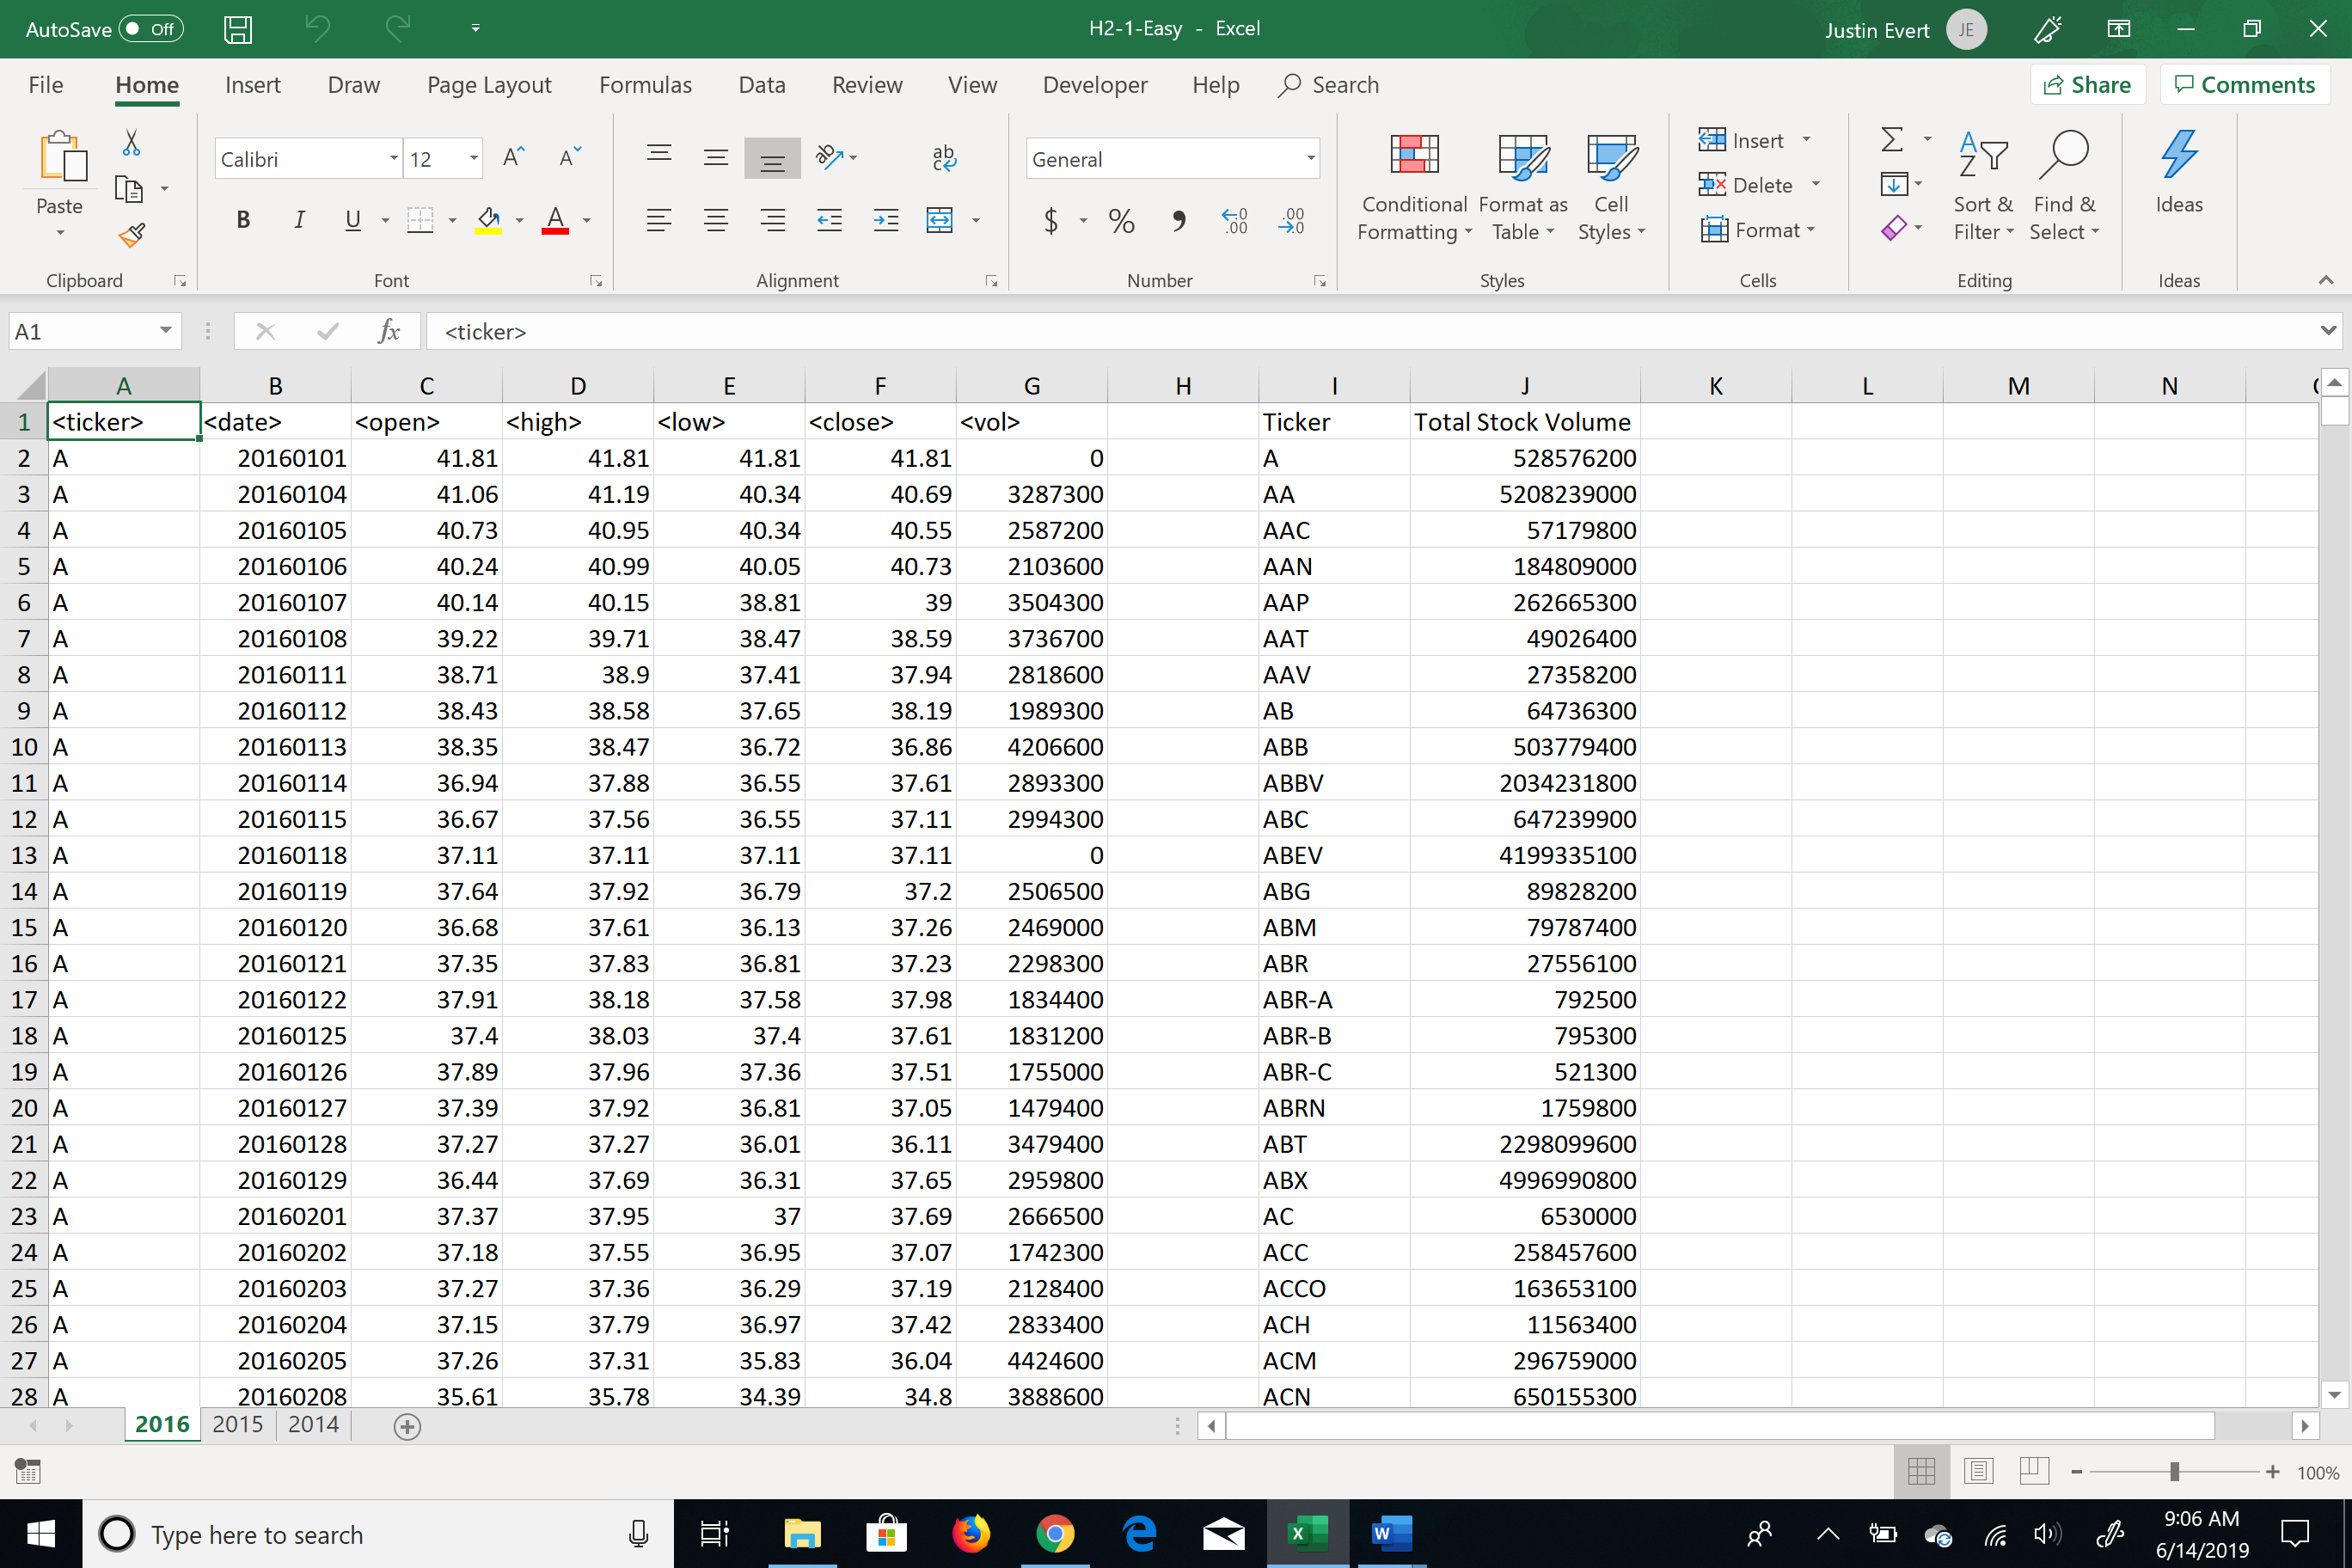 AutoSave Off H2-1-Easy - Excel Justin Evert JE
File Home Insert Draw Page Layout Formulas Data Review View Developer Help Search Share Comments
Paste
Calibri 12 A A
B I U A
ab c
General
$ % , .00 .00
Conditional Formatting
Format as Table
Cell Styles
Insert
Delete
Format
Sort & Filter
Find & Select
Ideas
Clipboard Font Alignment Number Styles Cells Editing Ideas
A1 fx <ticker>
A B C D E F G H I J K L M N
1 <ticker> <date> <open> <high> <low> <close> <vol> Ticker Total Stock Volume
2 A 20160101 41.81 41.81 41.81 41.81 0 A 528576200
3 A 20160104 41.06 41.19 40.34 40.69 3287300 AA 5208239000
4 A 20160105 40.73 40.95 40.34 40.55 2587200 AAC 57179800
5 A 20160106 40.24 40.99 40.05 40.73 2103600 AAN 184809000
6 A 20160107 40.14 40.15 38.81 39 3504300 AAP 262665300
7 A 20160108 39.22 39.71 38.47 38.59 3736700 AAT 49026400
8 A 20160111 38.71 38.9 37.41 37.94 2818600 AAV 27358200
9 A 20160112 38.43 38.58 37.65 38.19 1989300 AB 64736300
10 A 20160113 38.35 38.47 36.72 36.86 4206600 ABB 503779400
11 A 20160114 36.94 37.88 36.55 37.61 2893300 ABBV 2034231800
12 A 20160115 36.67 37.56 36.55 37.11 2994300 ABC 647239900
13 A 20160118 37.11 37.11 37.11 37.11 0 ABEV 4199335100
14 A 20160119 37.64 37.92 36.79 37.2 2506500 ABG 89828200
15 A 20160120 36.68 37.61 36.13 37.26 2469000 ABM 79787400
16 A 20160121 37.35 37.83 36.81 37.23 2298300 ABR 27556100
17 A 20160122 37.91 38.18 37.58 37.98 1834400 ABR-A 792500
18 A 20160125 37.4 38.03 37.4 37.61 1831200 ABR-B 795300
19 A 20160126 37.89 37.96 37.36 37.51 1755000 ABR-C 521300
20 A 20160127 37.39 37.92 36.81 37.05 1479400 ABRN 1759800
21 A 20160128 37.27 37.27 36.01 36.11 3479400 ABT 2298099600
22 A 20160129 36.44 37.69 36.31 37.65 2959800 ABX 4996990800
23 A 20160201 37.37 37.95 37 37.69 2666500 AC 6530000
24 A 20160202 37.18 37.55 36.95 37.07 1742300 ACC 258457600
25 A 20160203 37.27 37.36 36.29 37.19 2128400 ACCO 163653100
26 A 20160204 37.15 37.79 36.97 37.42 2833400 ACH 11563400
27 A 20160205 37.26 37.31 35.83 36.04 4424600 ACM 296759000
28 A 20160208 35.61 35.78 34.39 34.8 3888600 ACN 650155300
2016 2015 2014
100%
Type here to search
9:06 AM
6/14/2019